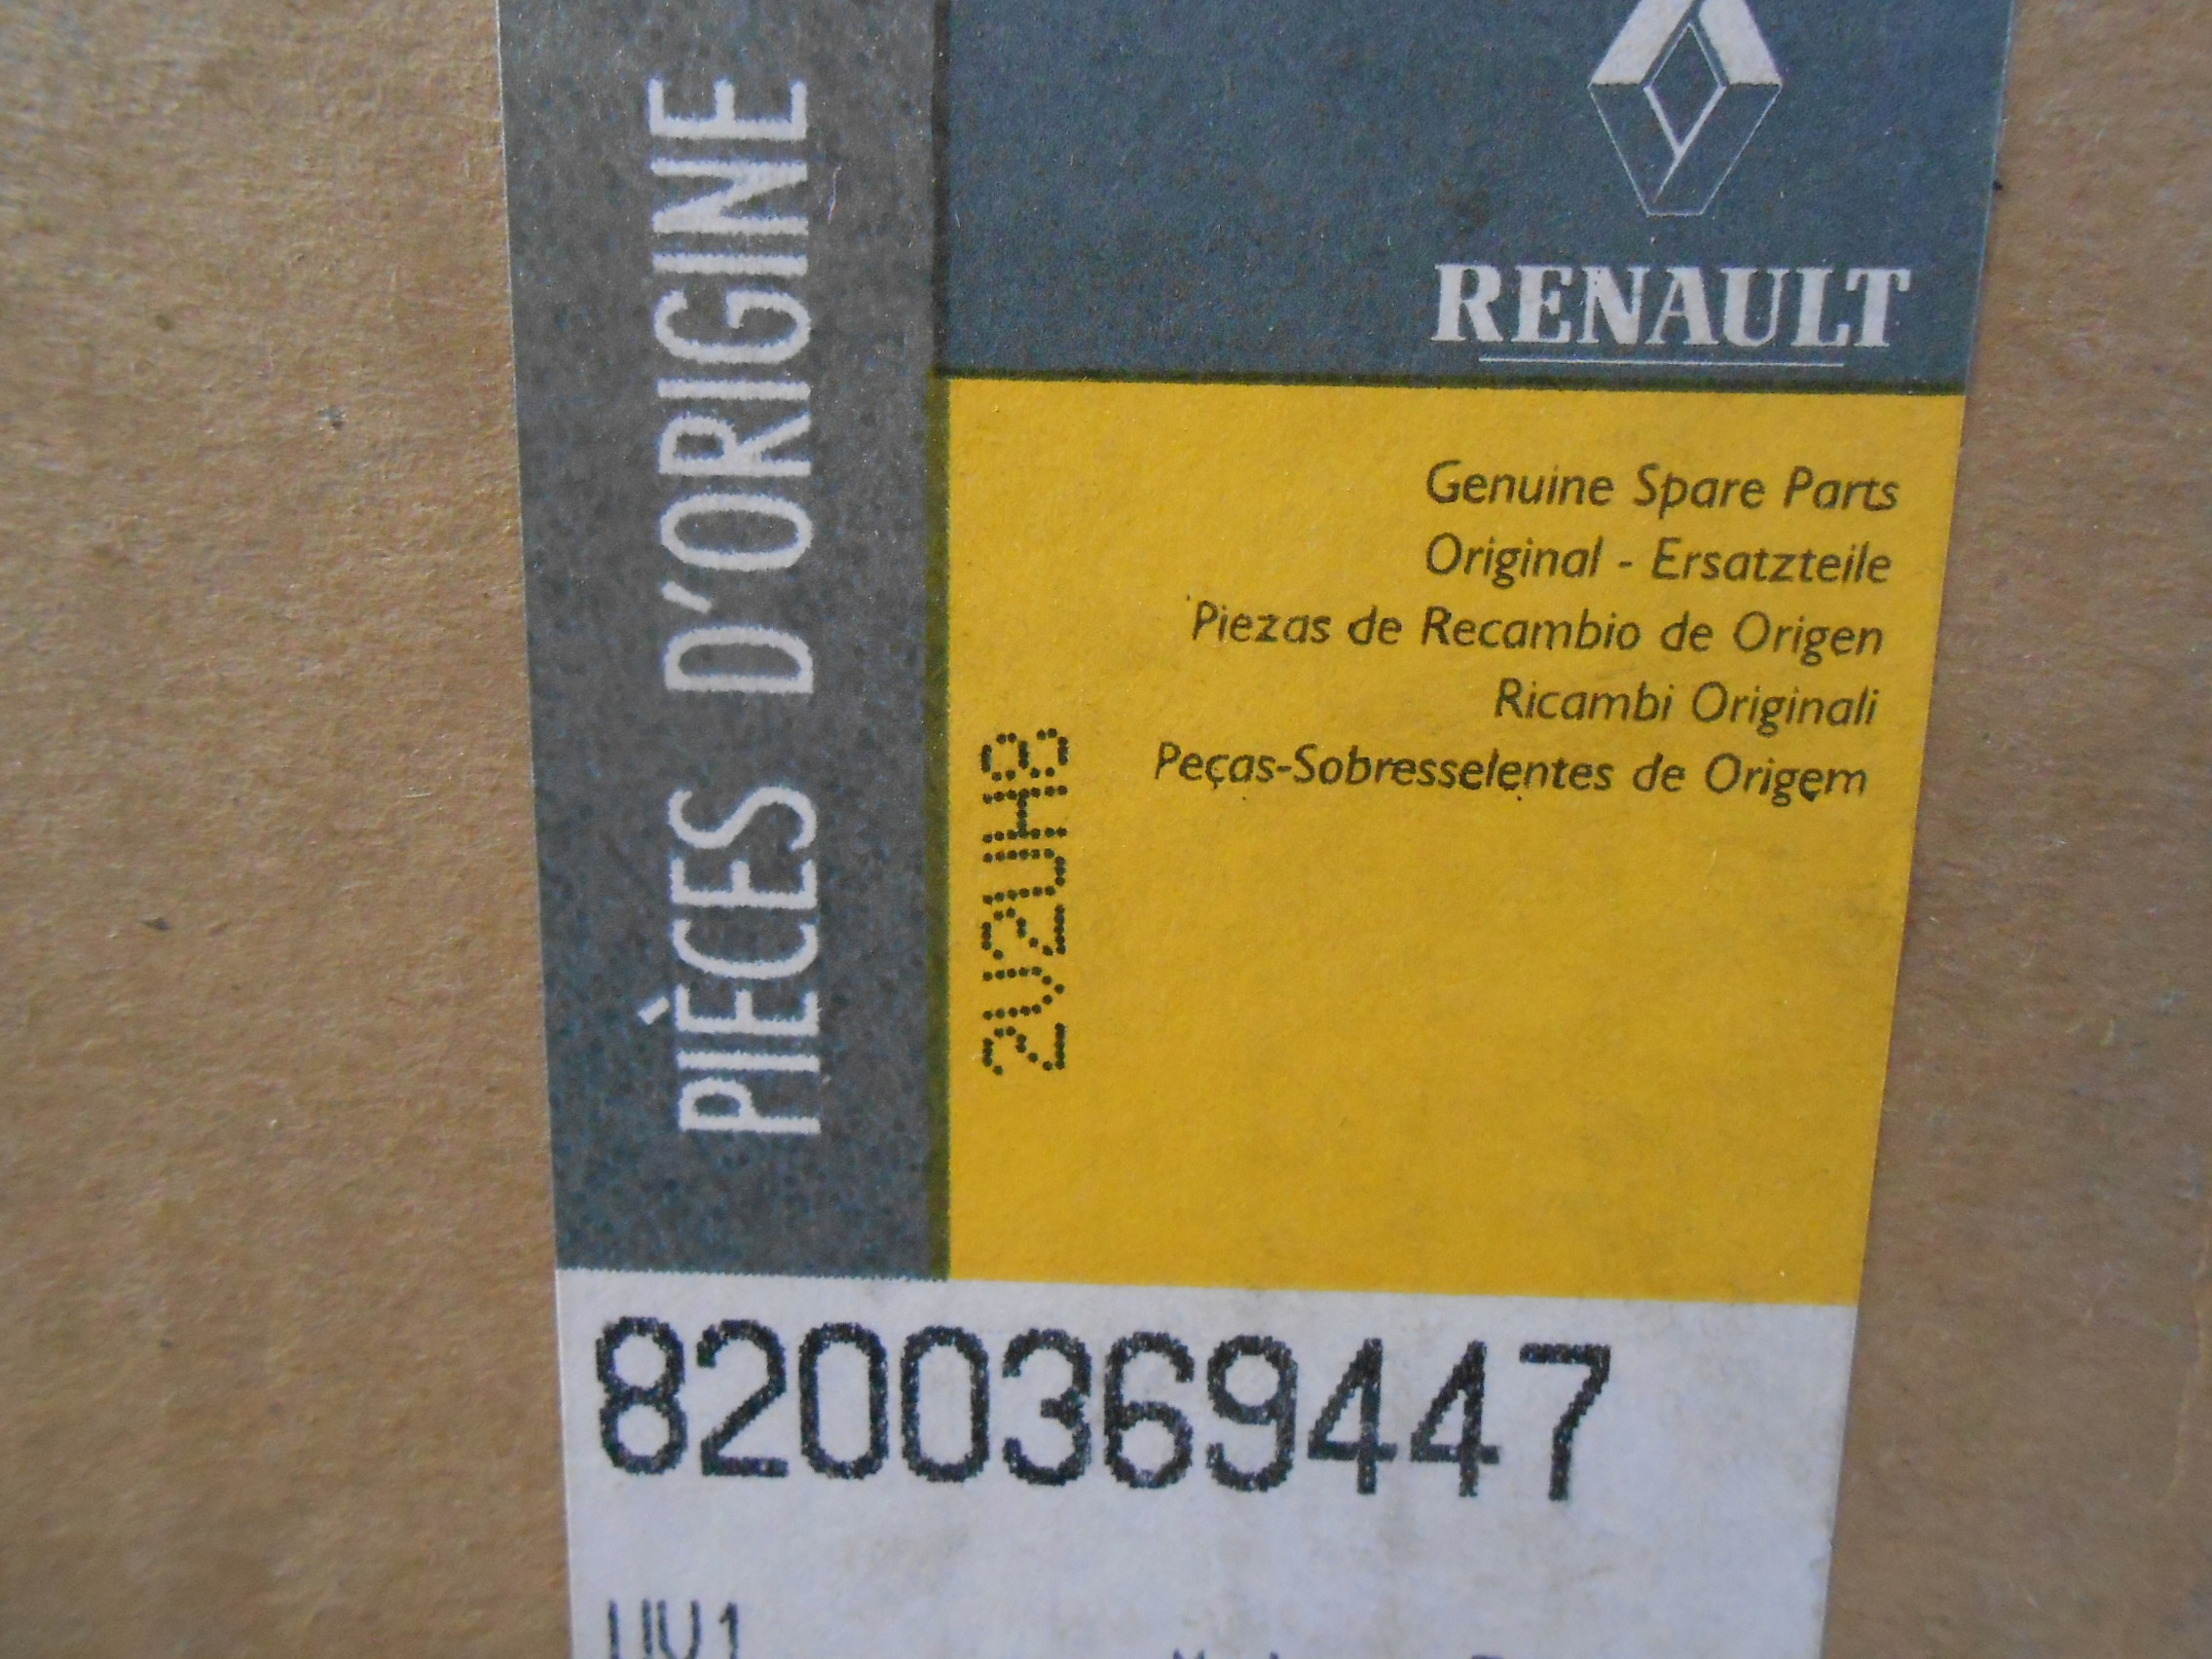 PIÈCES D'ORIGINE
RENAULT
Genuine Spare Parts
Original - Ersatzteile
Piezas de Recambio de Origen
Ricambi Originali
Peças-Sobresselentes de Origem
2V2UH8
8200369447